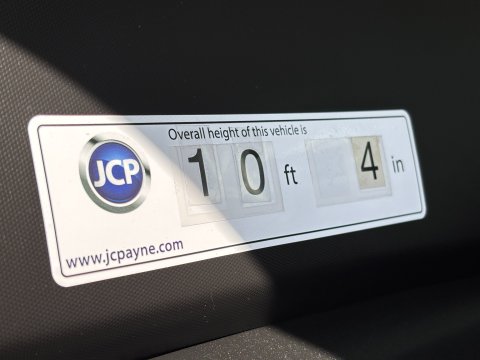 Overall height of this vehicle is
JCP
10 ft 4 in
www.jcpayne.com